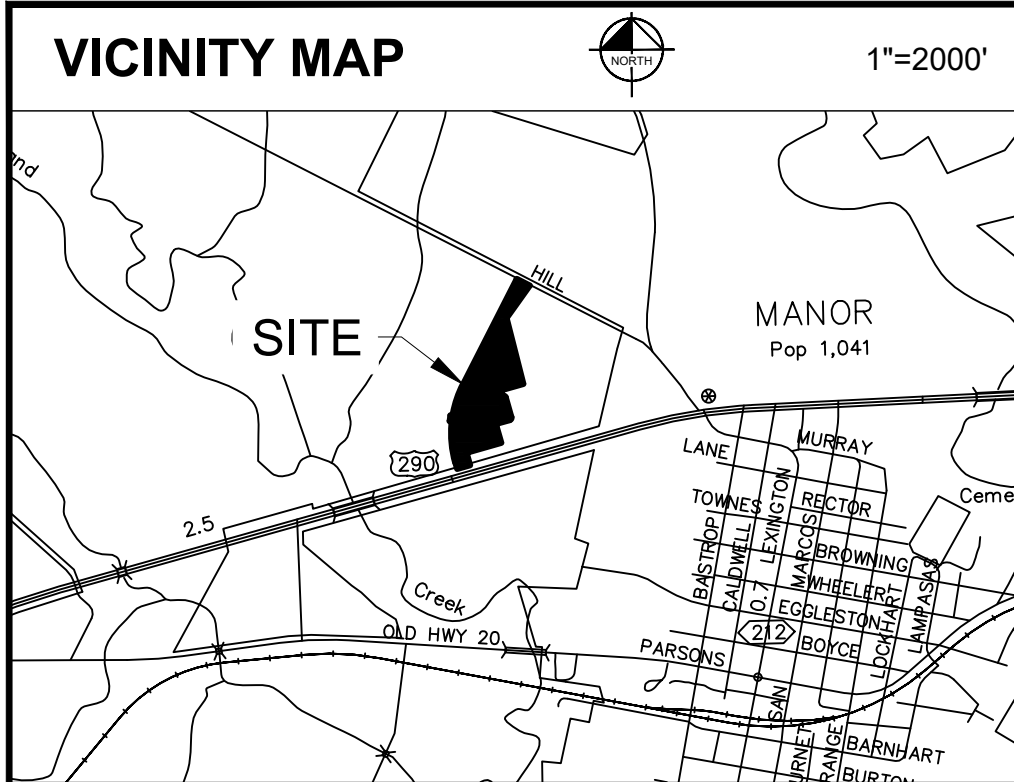 VICINITY MAP
NORTH
1"=2000'
HILL
SITE
MANOR
Pop 1,041
290
2.5
LANE
MURRAY
TOWNES
RECTOR
BASTROP
CALDWELL
0.7
LEXINGTON
MARCOS
BROWNING
WHEELER
EGGLESTON
LOCKHART
LAMPASAS
Creek
OLD HWY 20
212
BOYCE
PARSONS
SAN
BARNHART